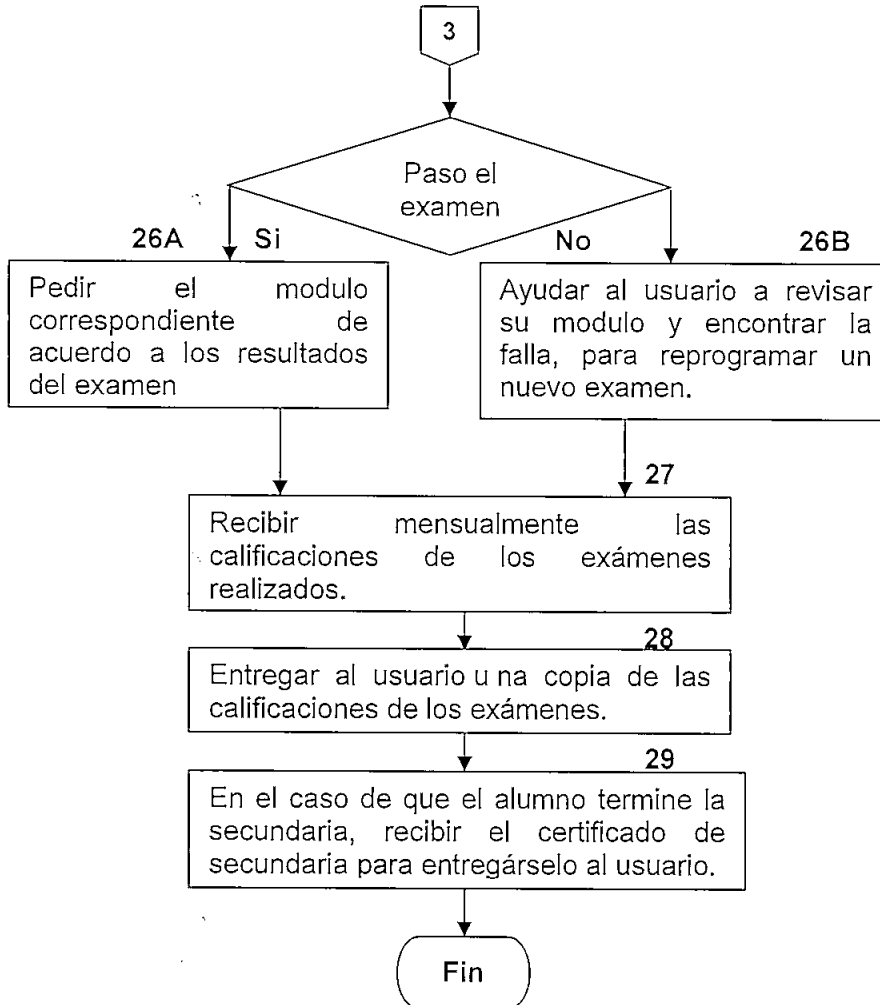 3
Paso el
examen
26A Si
No 26B
Pedir el modulo
correspondiente de
acuerdo a los resultados
del examen
Ayudar al usuario a revisar
su modulo y encontrar la
falla, para reprogramar un
nuevo examen.
27
Recibir mensualmente las
calificaciones de los exámenes
realizados.
28
Entregar al usuario u na copia de las
calificaciones de los exámenes.
29
En el caso de que el alumno termine la
secundaria, recibir el certificado de
secundaria para entregárselo al usuario.
Fin